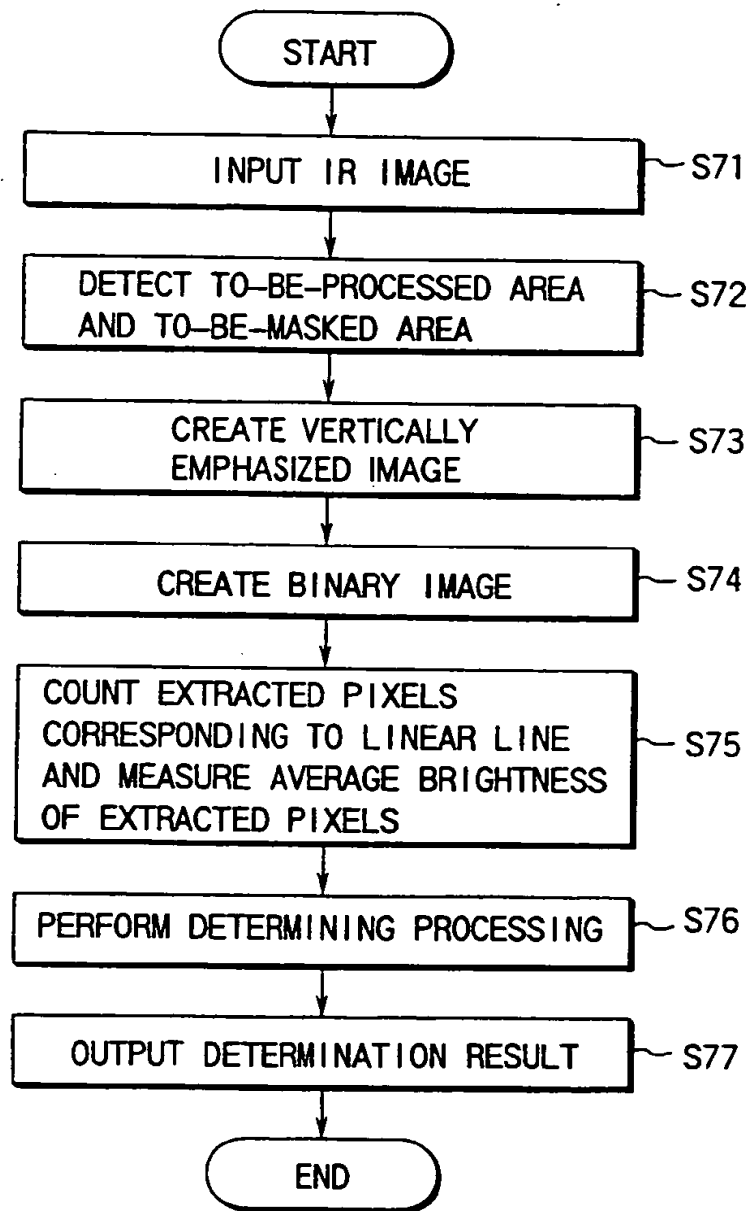 START
INPUT IR IMAGE
S71
DETECT TO-BE-PROCESSED AREA
AND TO-BE-MASKED AREA
S72
CREATE VERTICALLY
EMPHASIZED IMAGE
S73
CREATE BINARY IMAGE
S74
COUNT EXTRACTED PIXELS
CORRESPONDING TO LINEAR LINE
AND MEASURE AVERAGE BRIGHTNESS
OF EXTRACTED PIXELS
S75
PERFORM DETERMINING PROCESSING
S76
OUTPUT DETERMINATION RESULT
S77
END